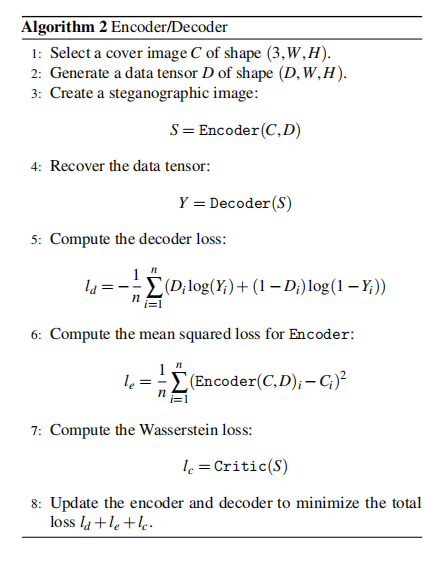 Algorithm 2 Encoder/Decoder
1: Select a cover image C of shape (3,W,H).
2: Generate a data tensor D of shape (D,W,H).
3: Create a steganographic image:
S = Encoder(C,D)
4: Recover the data tensor:
Y = Decoder(S)
5: Compute the decoder loss:
l_d = −\frac{1}{n}\sum_{i=1}^{n}(D_i log(Y_i) + (1 − D_i) log(1 − Y_i))
6: Compute the mean squared loss for Encoder:
l_e = \frac{1}{n}\sum_{i=1}^{n}(Encoder(C,D)_i − C_i)^2
7: Compute the Wasserstein loss:
l_c = Critic(S)
8: Update the encoder and decoder to minimize the total
loss l_d + l_e + l_c.